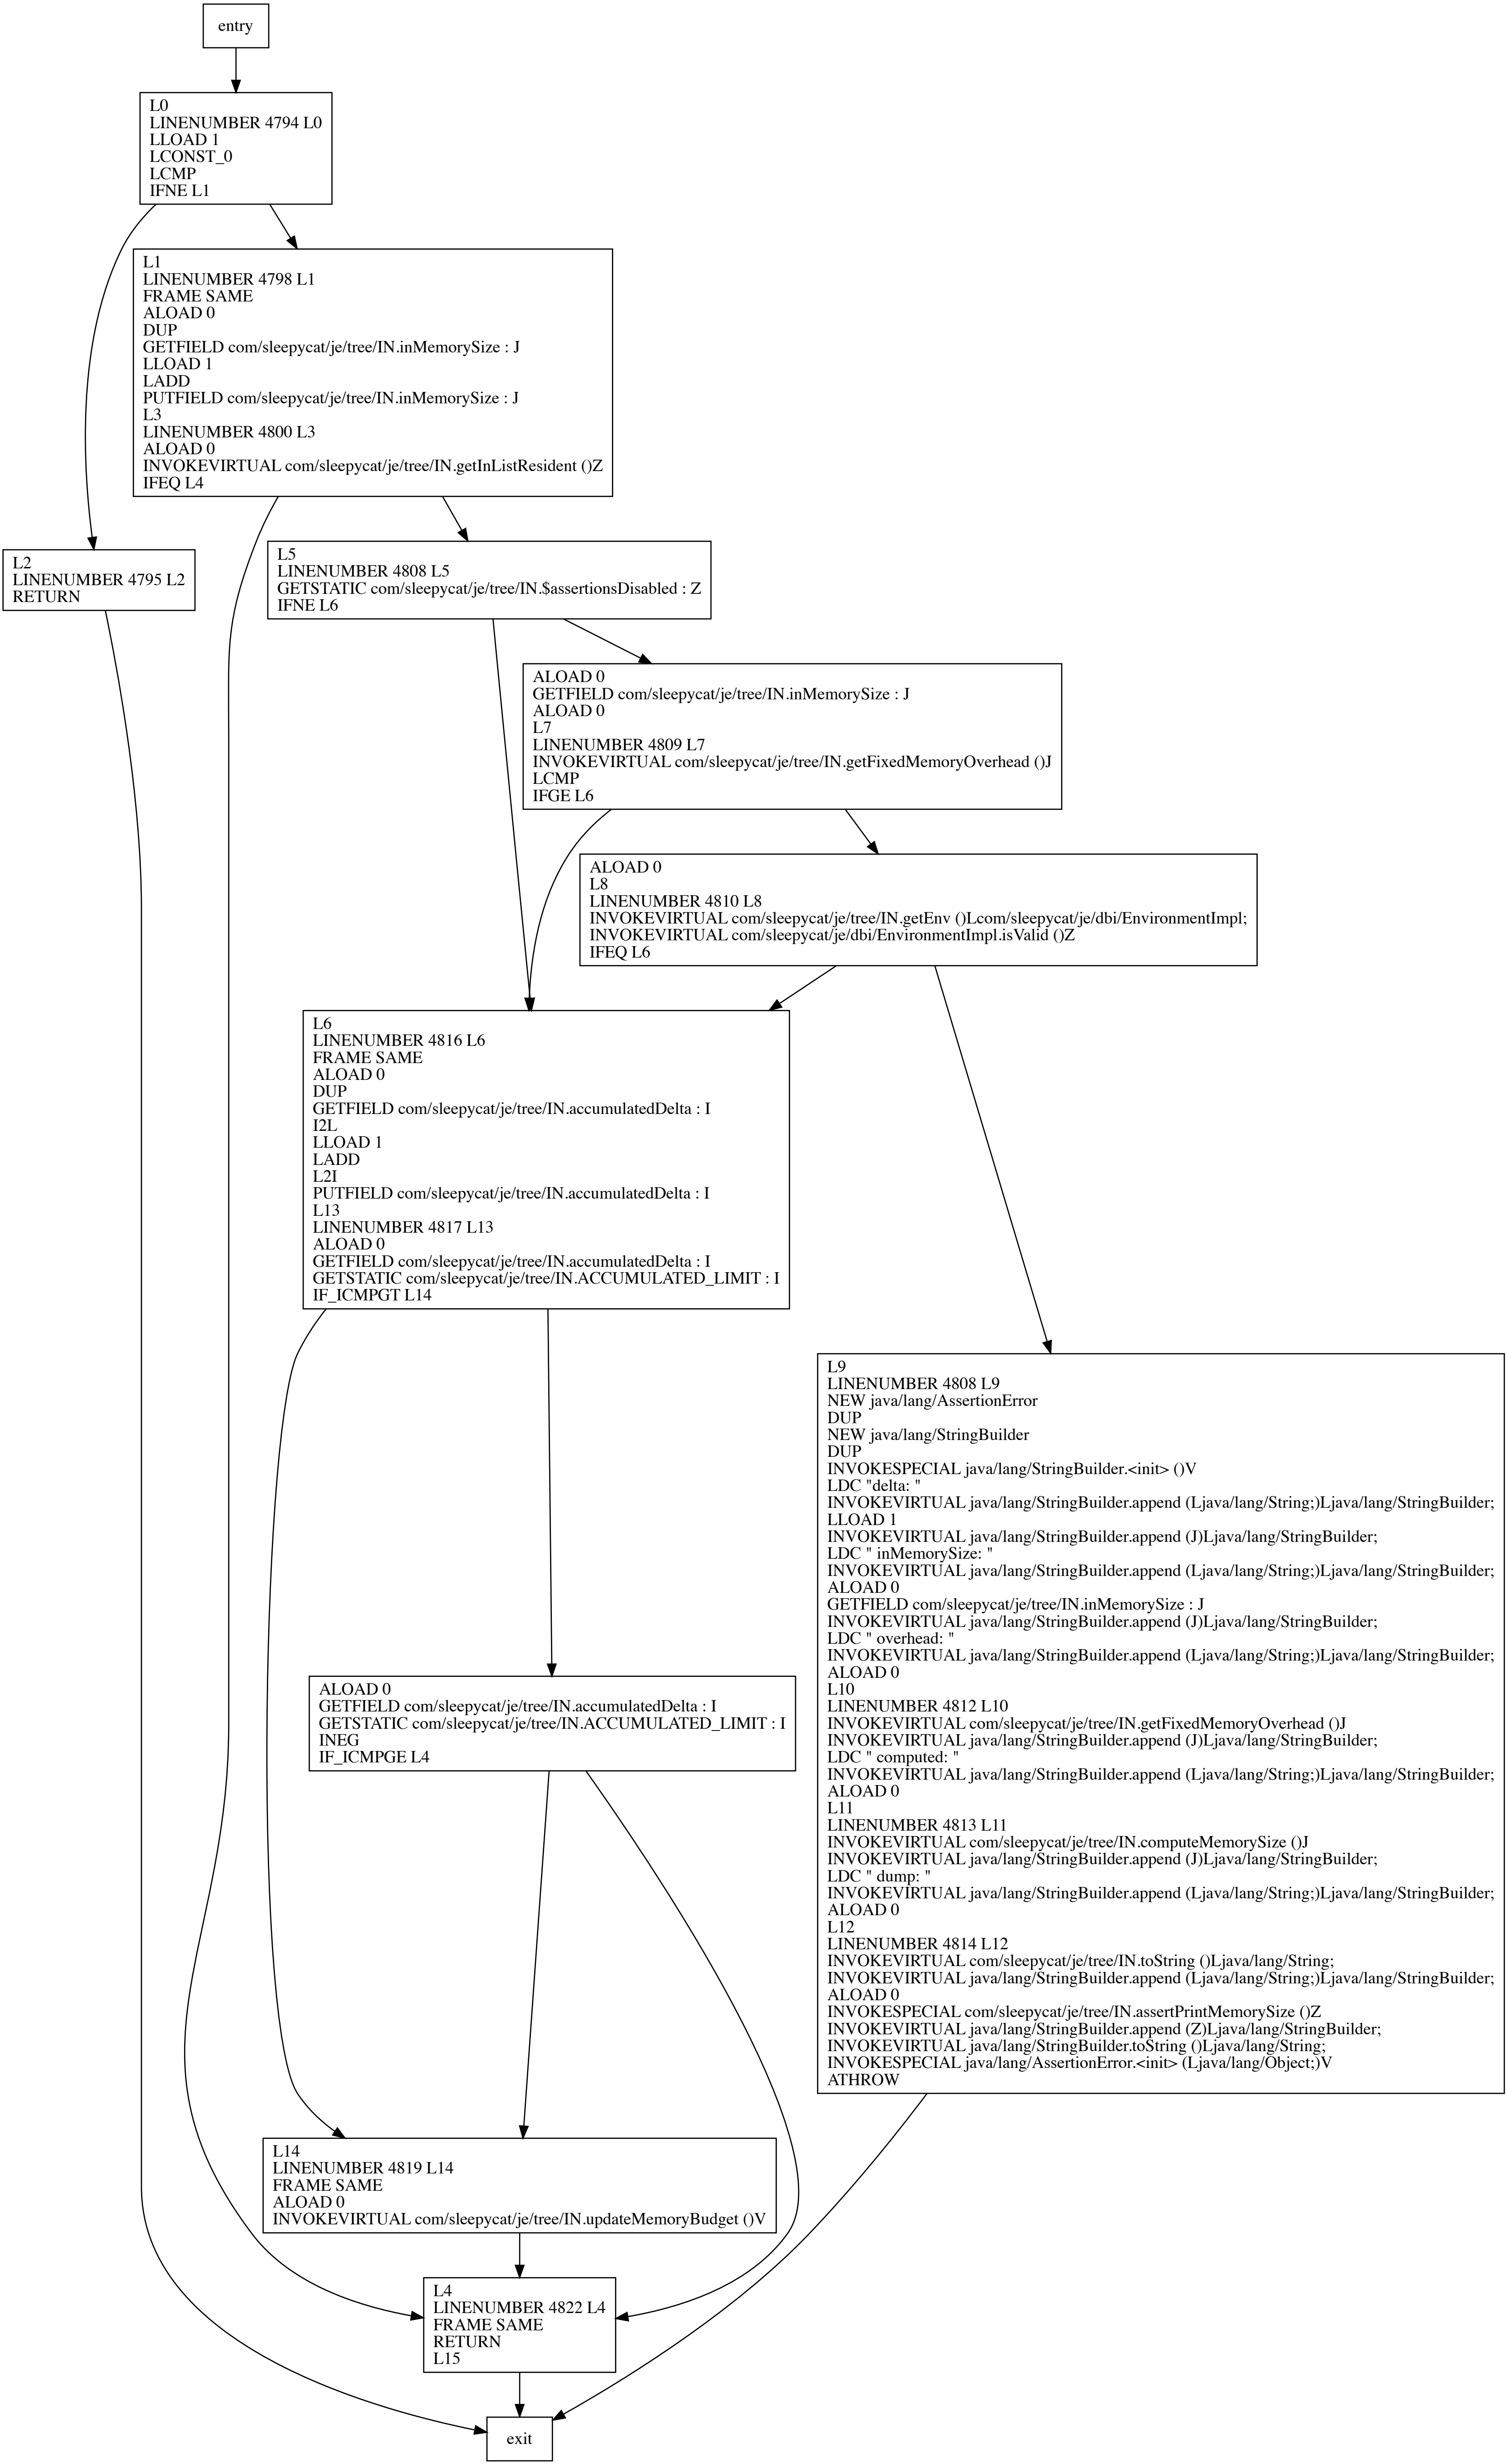 entry
L0
LINENUMBER 4794 L0
LLOAD 1
LCONST_0
LCMP
IFNE L1
L1
LINENUMBER 4798 L1
FRAME SAME
ALOAD 0
DUP
GETFIELD com/sleepycat/je/tree/IN.inMemorySize : J
LLOAD 1
LADD
PUTFIELD com/sleepycat/je/tree/IN.inMemorySize : J
L3
LINENUMBER 4800 L3
ALOAD 0
INVOKEVIRTUAL com/sleepycat/je/tree/IN.getInListResident ()Z
IFEQ L4
L2
LINENUMBER 4795 L2
RETURN
L5
LINENUMBER 4808 L5
GETSTATIC com/sleepycat/je/tree/IN.$assertionsDisabled : Z
IFNE L6
ALOAD 0
GETFIELD com/sleepycat/je/tree/IN.inMemorySize : J
ALOAD 0
L7
LINENUMBER 4809 L7
INVOKEVIRTUAL com/sleepycat/je/tree/IN.getFixedMemoryOverhead ()J
LCMP
IFGE L6
ALOAD 0
L8
LINENUMBER 4810 L8
INVOKEVIRTUAL com/sleepycat/je/tree/IN.getEnv ()Lcom/sleepycat/je/dbi/EnvironmentImpl;
INVOKEVIRTUAL com/sleepycat/je/dbi/EnvironmentImpl.isValid ()Z
IFEQ L6
L6
LINENUMBER 4816 L6
FRAME SAME
ALOAD 0
DUP
GETFIELD com/sleepycat/je/tree/IN.accumulatedDelta : I
I2L
LLOAD 1
LADD
L2I
PUTFIELD com/sleepycat/je/tree/IN.accumulatedDelta : I
L13
LINENUMBER 4817 L13
ALOAD 0
GETFIELD com/sleepycat/je/tree/IN.accumulatedDelta : I
GETSTATIC com/sleepycat/je/tree/IN.ACCUMULATED_LIMIT : I
IF_ICMPGT L14
L9
LINENUMBER 4808 L9
NEW java/lang/AssertionError
DUP
NEW java/lang/StringBuilder
DUP
INVOKESPECIAL java/lang/StringBuilder.<init> ()V
LDC "delta: "
INVOKEVIRTUAL java/lang/StringBuilder.append (Ljava/lang/String;)Ljava/lang/StringBuilder;
LLOAD 1
INVOKEVIRTUAL java/lang/StringBuilder.append (J)Ljava/lang/StringBuilder;
LDC " inMemorySize: "
INVOKEVIRTUAL java/lang/StringBuilder.append (Ljava/lang/String;)Ljava/lang/StringBuilder;
ALOAD 0
GETFIELD com/sleepycat/je/tree/IN.inMemorySize : J
INVOKEVIRTUAL java/lang/StringBuilder.append (J)Ljava/lang/StringBuilder;
LDC " overhead: "
INVOKEVIRTUAL java/lang/StringBuilder.append (Ljava/lang/String;)Ljava/lang/StringBuilder;
ALOAD 0
L10
LINENUMBER 4812 L10
INVOKEVIRTUAL com/sleepycat/je/tree/IN.getFixedMemoryOverhead ()J
INVOKEVIRTUAL java/lang/StringBuilder.append (J)Ljava/lang/StringBuilder;
LDC " computed: "
INVOKEVIRTUAL java/lang/StringBuilder.append (Ljava/lang/String;)Ljava/lang/StringBuilder;
ALOAD 0
L11
LINENUMBER 4813 L11
INVOKEVIRTUAL com/sleepycat/je/tree/IN.computeMemorySize ()J
INVOKEVIRTUAL java/lang/StringBuilder.append (J)Ljava/lang/StringBuilder;
LDC " dump: "
INVOKEVIRTUAL java/lang/StringBuilder.append (Ljava/lang/String;)Ljava/lang/StringBuilder;
ALOAD 0
L12
LINENUMBER 4814 L12
INVOKEVIRTUAL com/sleepycat/je/tree/IN.toString ()Ljava/lang/String;
INVOKEVIRTUAL java/lang/StringBuilder.append (Ljava/lang/String;)Ljava/lang/StringBuilder;
ALOAD 0
INVOKESPECIAL com/sleepycat/je/tree/IN.assertPrintMemorySize ()Z
INVOKEVIRTUAL java/lang/StringBuilder.append (Z)Ljava/lang/StringBuilder;
INVOKEVIRTUAL java/lang/StringBuilder.toString ()Ljava/lang/String;
INVOKESPECIAL java/lang/AssertionError.<init> (Ljava/lang/Object;)V
ATHROW
ALOAD 0
GETFIELD com/sleepycat/je/tree/IN.accumulatedDelta : I
GETSTATIC com/sleepycat/je/tree/IN.ACCUMULATED_LIMIT : I
INEG
IF_ICMPGE L4
L14
LINENUMBER 4819 L14
FRAME SAME
ALOAD 0
INVOKEVIRTUAL com/sleepycat/je/tree/IN.updateMemoryBudget ()V
L4
LINENUMBER 4822 L4
FRAME SAME
RETURN
L15
exit